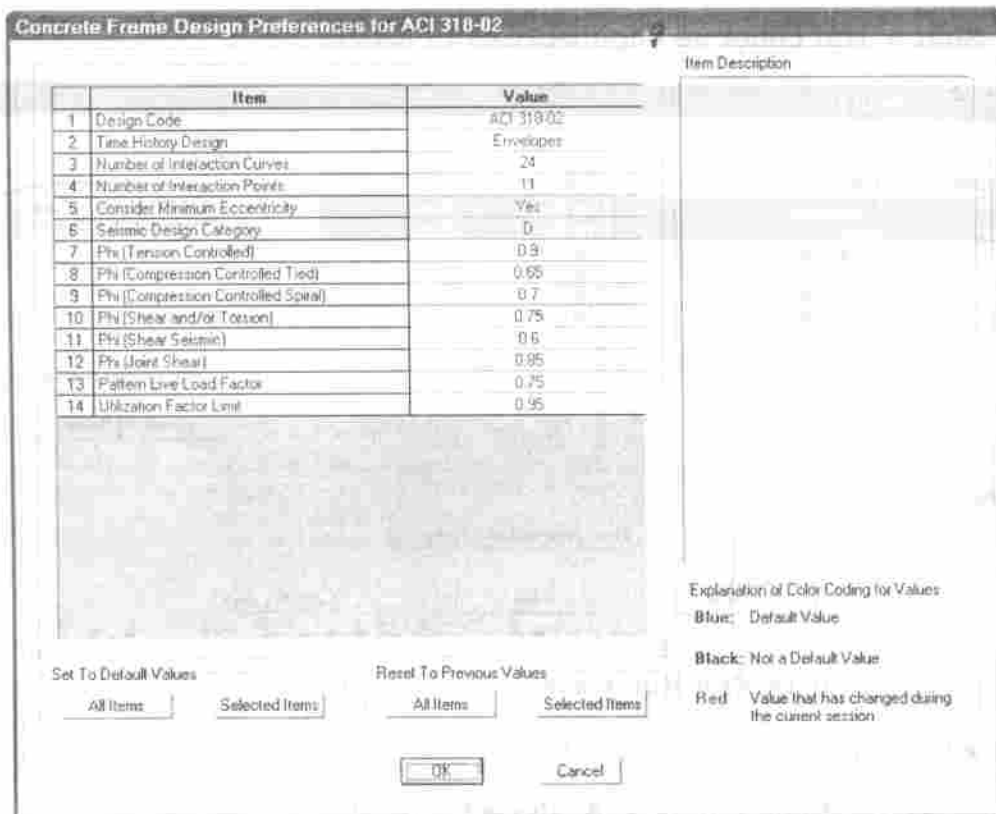 Concrete Frame Design Preferences for ACI 318-02
Item Description
Item Value
1 Design Code ACI 318-02
2 Time History Design Envelopes
3 Number of Interaction Curves 24
4 Number of Interaction Points 11
5 Consider Minimum Eccentricity Yes
6 Seismic Design Category D
7 Phi (Tension Controlled) 0.9
8 Phi (Compression Controlled Tied) 0.65
9 Phi (Compression Controlled Spiral) 0.7
10 Phi (Shear and/or Torsion) 0.75
11 Phi (Shear Seismic) 0.6
12 Phi (Joint Shear) 0.85
13 Pattern Live Load Factor 0.75
14 Utilization Factor Limit 0.95
Explanation of Color Coding for Values
Blue: Default Value
Black: Not a Default Value
Red Value that has changed during
the current session
Set To Default Values
All Items Selected Items
Reset To Previous Values
All Items Selected Items
OK Cancel